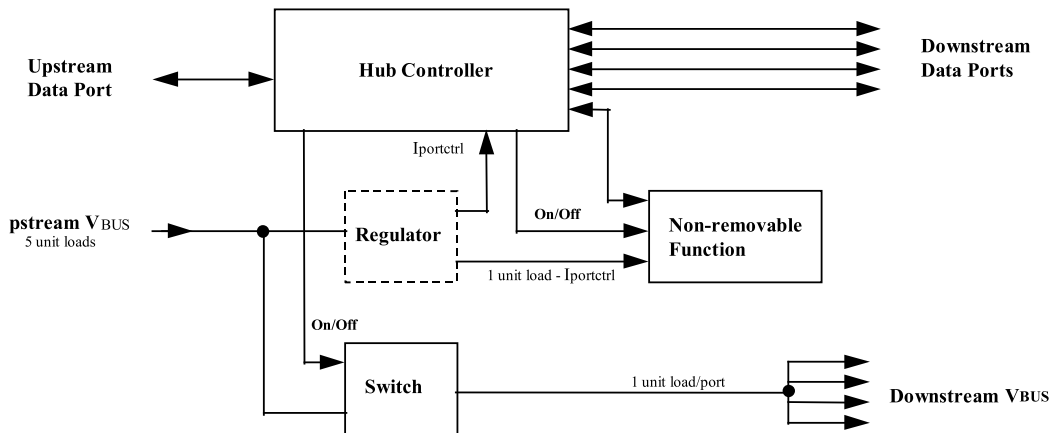 Hub Controller
Upstream
Data Port
Downstream
Data Ports
Iportctrl
pstream VBUS
5 unit loads
Regulator
On/Off
Non-removable
Function
1 unit load - Iportctrl
On/Off
Switch
1 unit load/port
Downstream VBUS